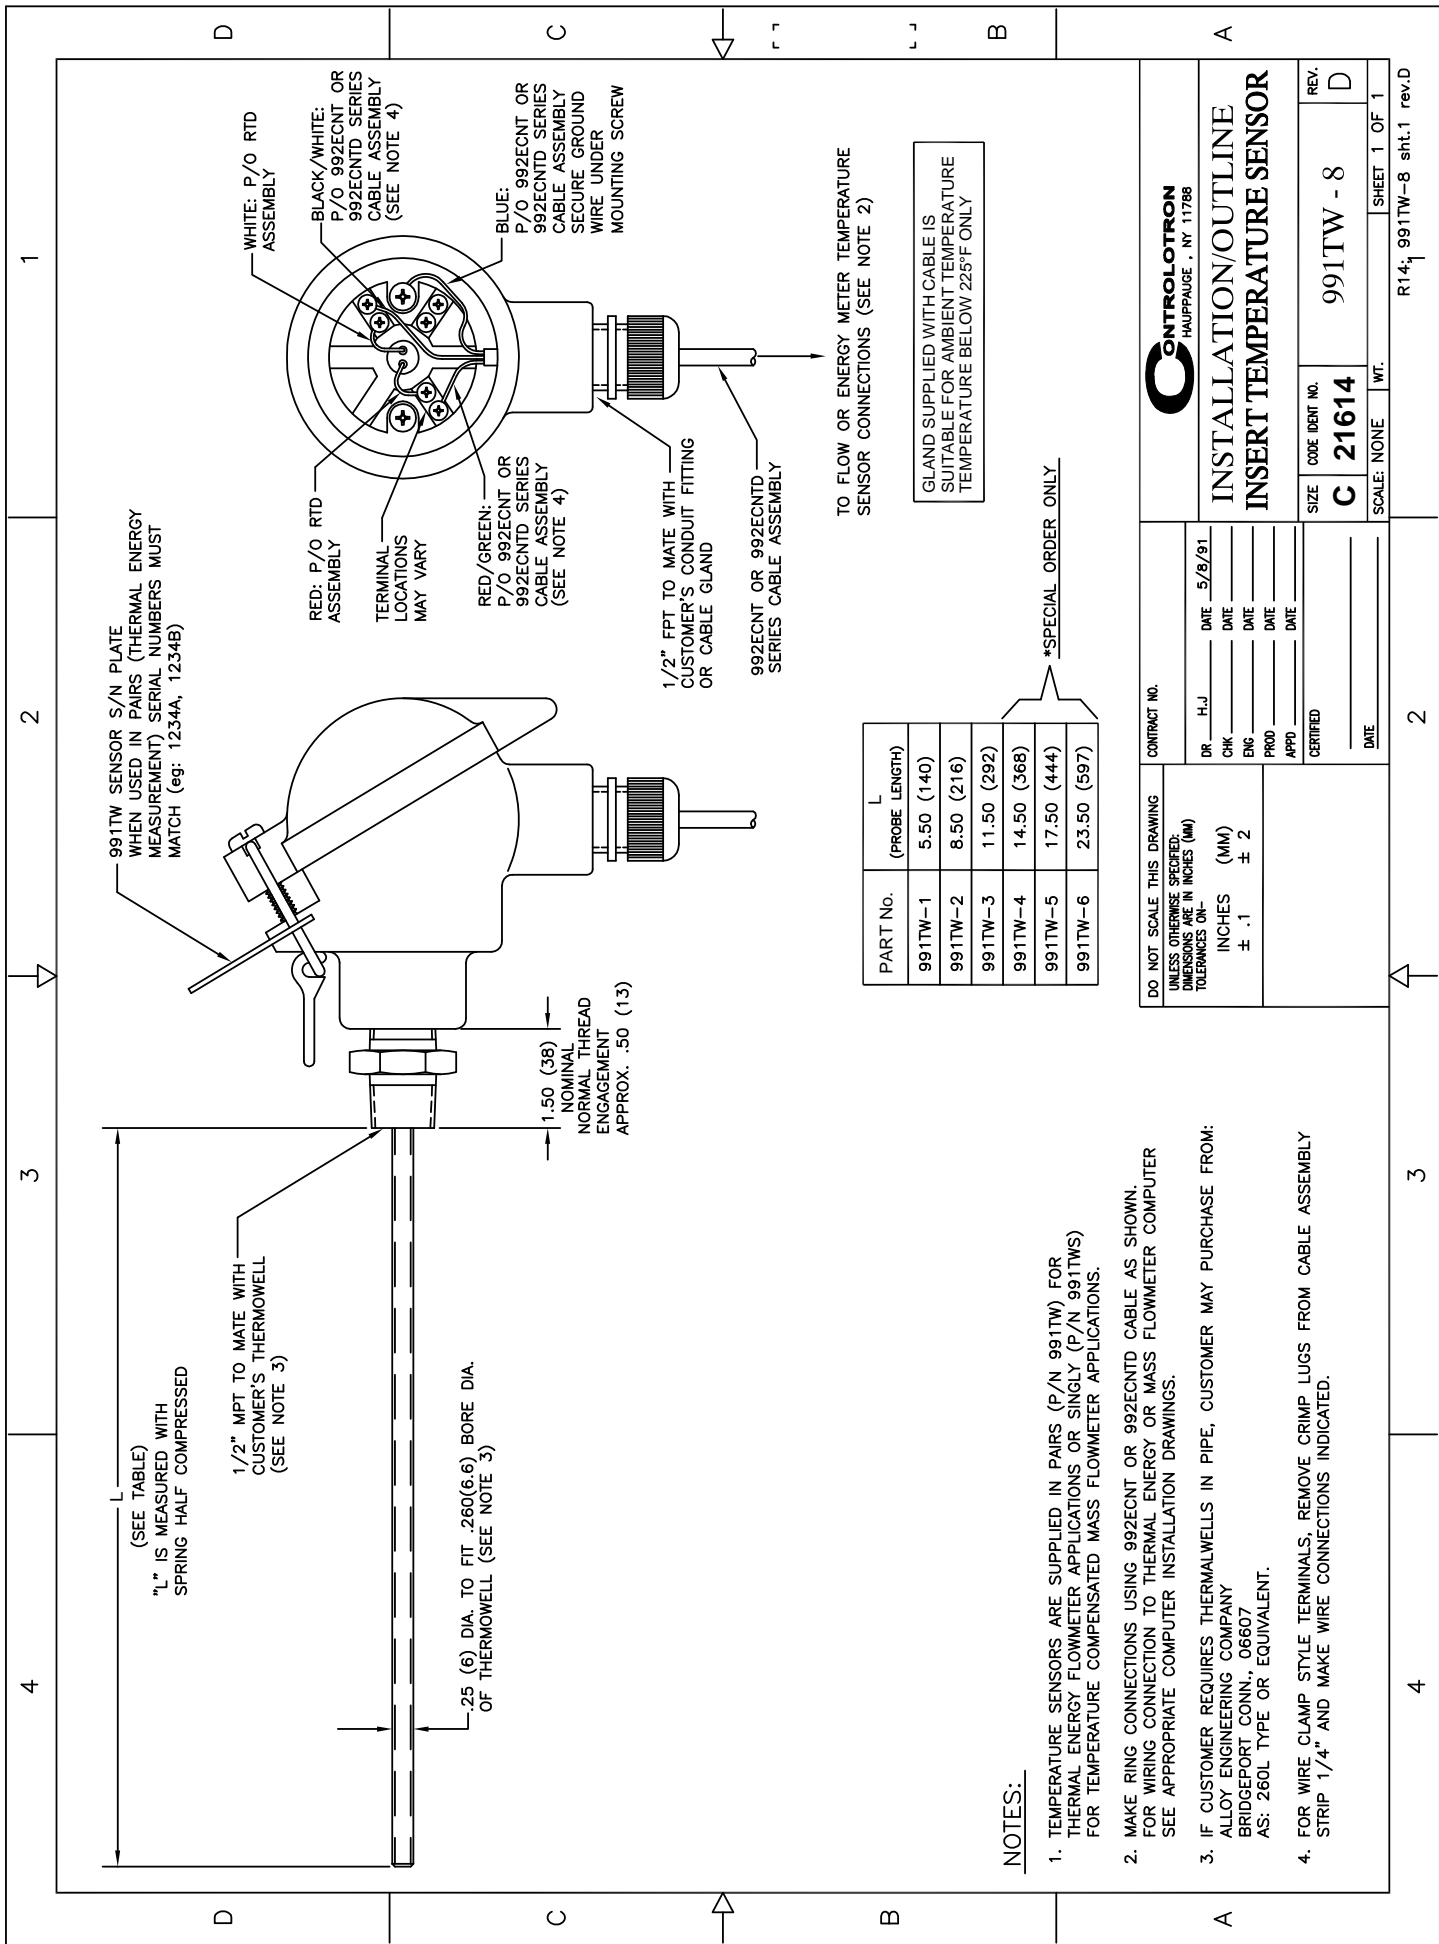 4
3
2
1
D
C
B
A
L
(SEE TABLE)
"L" IS MEASURED WITH
SPRING HALF COMPRESSED
1/2" MPT TO MATE WITH
CUSTOMER'S THERMOWELL
(SEE NOTE 3)
.25 (6) DIA. TO FIT .260(6.6) BORE DIA.
OF THERMOWELL (SEE NOTE 3)
1.50 (38)
NOMINAL
NORMAL THREAD
ENGAGEMENT
APPROX. .50 (13)
991TW SENSOR S/N PLATE
WHEN USED IN PAIRS (THERMAL ENERGY
MEASUREMENT) SERIAL NUMBERS MUST
MATCH (eg: 1234A, 1234B)
WHITE: P/O RTD
ASSEMBLY
BLACK/WHITE:
P/O 992ECNT OR
992ECNTD SERIES
CABLE ASSEMBLY
(SEE NOTE 4)
BLUE:
P/O 992ECNT OR
992ECNTD SERIES
CABLE ASSEMBLY
SECURE GROUND
WIRE UNDER
MOUNTING SCREW
RED: P/O RTD
ASSEMBLY
TERMINAL
LOCATIONS
MAY VARY
RED/GREEN:
P/O 992ECNT OR
992ECNTD SERIES
CABLE ASSEMBLY
(SEE NOTE 4)
1/2" FPT TO MATE WITH
CUSTOMER'S CONDUIT FITTING
OR CABLE GLAND
992ECNT OR 992ECNTD
SERIES CABLE ASSEMBLY
TO FLOW OR ENERGY METER TEMPERATURE
SENSOR CONNECTIONS (SEE NOTE 2)
GLAND SUPPLIED WITH CABLE IS
SUITABLE FOR AMBIENT TEMPERATURE
TEMPERATURE BELOW 225°F ONLY
PART No. L (PROBE LENGTH)
991TW-1 5.50 (140)
991TW-2 8.50 (216)
991TW-3 11.50 (292)
991TW-4 14.50 (368)
991TW-5 17.50 (444)
991TW-6 23.50 (597)
*SPECIAL ORDER ONLY
NOTES:
1. TEMPERATURE SENSORS ARE SUPPLIED IN PAIRS (P/N 991TW) FOR
THERMAL ENERGY FLOWMETER APPLICATIONS OR SINGLY (P/N 991TWS)
FOR TEMPERATURE COMPENSATED MASS FLOWMETER APPLICATIONS.
2. MAKE RING CONNECTIONS USING 992ECNT OR 992ECNTD CABLE AS SHOWN.
FOR WIRING CONNECTION TO THERMAL ENERGY OR MASS FLOWMETER COMPUTER
SEE APPROPRIATE COMPUTER INSTALLATION DRAWINGS.
3. IF CUSTOMER REQUIRES THERMALWELLS IN PIPE, CUSTOMER MAY PURCHASE FROM:
ALLOY ENGINEERING COMPANY
BRIDGEPORT CONN., 06607
AS: 260L TYPE OR EQUIVALENT.
4. FOR WIRE CLAMP STYLE TERMINALS, REMOVE CRIMP LUGS FROM CABLE ASSEMBLY
STRIP 1/4" AND MAKE WIRE CONNECTIONS INDICATED.
DO NOT SCALE THIS DRAWING
UNLESS OTHERWISE SPECIFIED:
DIMENSIONS ARE IN INCHES (MM)
TOLERANCES ON-
INCHES (MM)
± .1 ± 2
CONTRACT NO.
DR H.J DATE 5/8/91
CHK DATE
ENG DATE
PROD DATE
APPD DATE
CERTIFIED
DATE
CONTROLOTRON
HAUPPAUGE , NY 11788
INSTALLATION/OUTLINE
INSERT TEMPERATURE SENSOR
SIZE
C
CODE IDENT NO.
21614
991TW - 8
REV.
D
SCALE: NONE
WT.
SHEET 1 OF 1
D
C
B
A
4
3
2
1
R14: 991TW-8 sht.1 rev.D